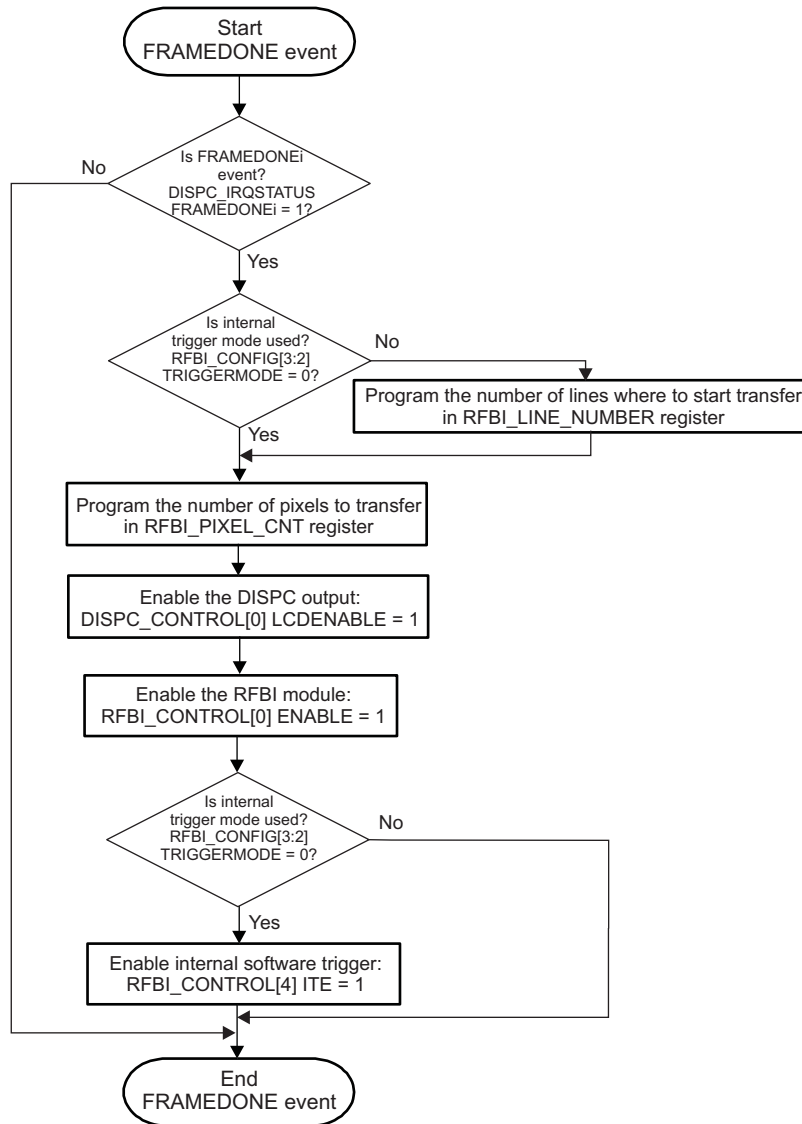 Start
FRAMEDONE event
No
Is FRAMEDONEi
event?
DISPC_IRQSTATUS
FRAMEDONEi = 1?
Yes
Is internal
trigger mode used?
RFBI_CONFIG[3:2]
TRIGGERMODE = 0?
No
Program the number of lines where to start transfer
in RFBI_LINE_NUMBER register
Yes
Program the number of pixels to transfer
in RFBI_PIXEL_CNT register
Enable the DISPC output:
DISPC_CONTROL[0] LCDENABLE = 1
Enable the RFBI module:
RFBI_CONTROL[0] ENABLE = 1
Is internal
trigger mode used?
RFBI_CONFIG[3:2]
TRIGGERMODE = 0?
No
Yes
Enable internal software trigger:
RFBI_CONTROL[4] ITE = 1
End
FRAMEDONE event